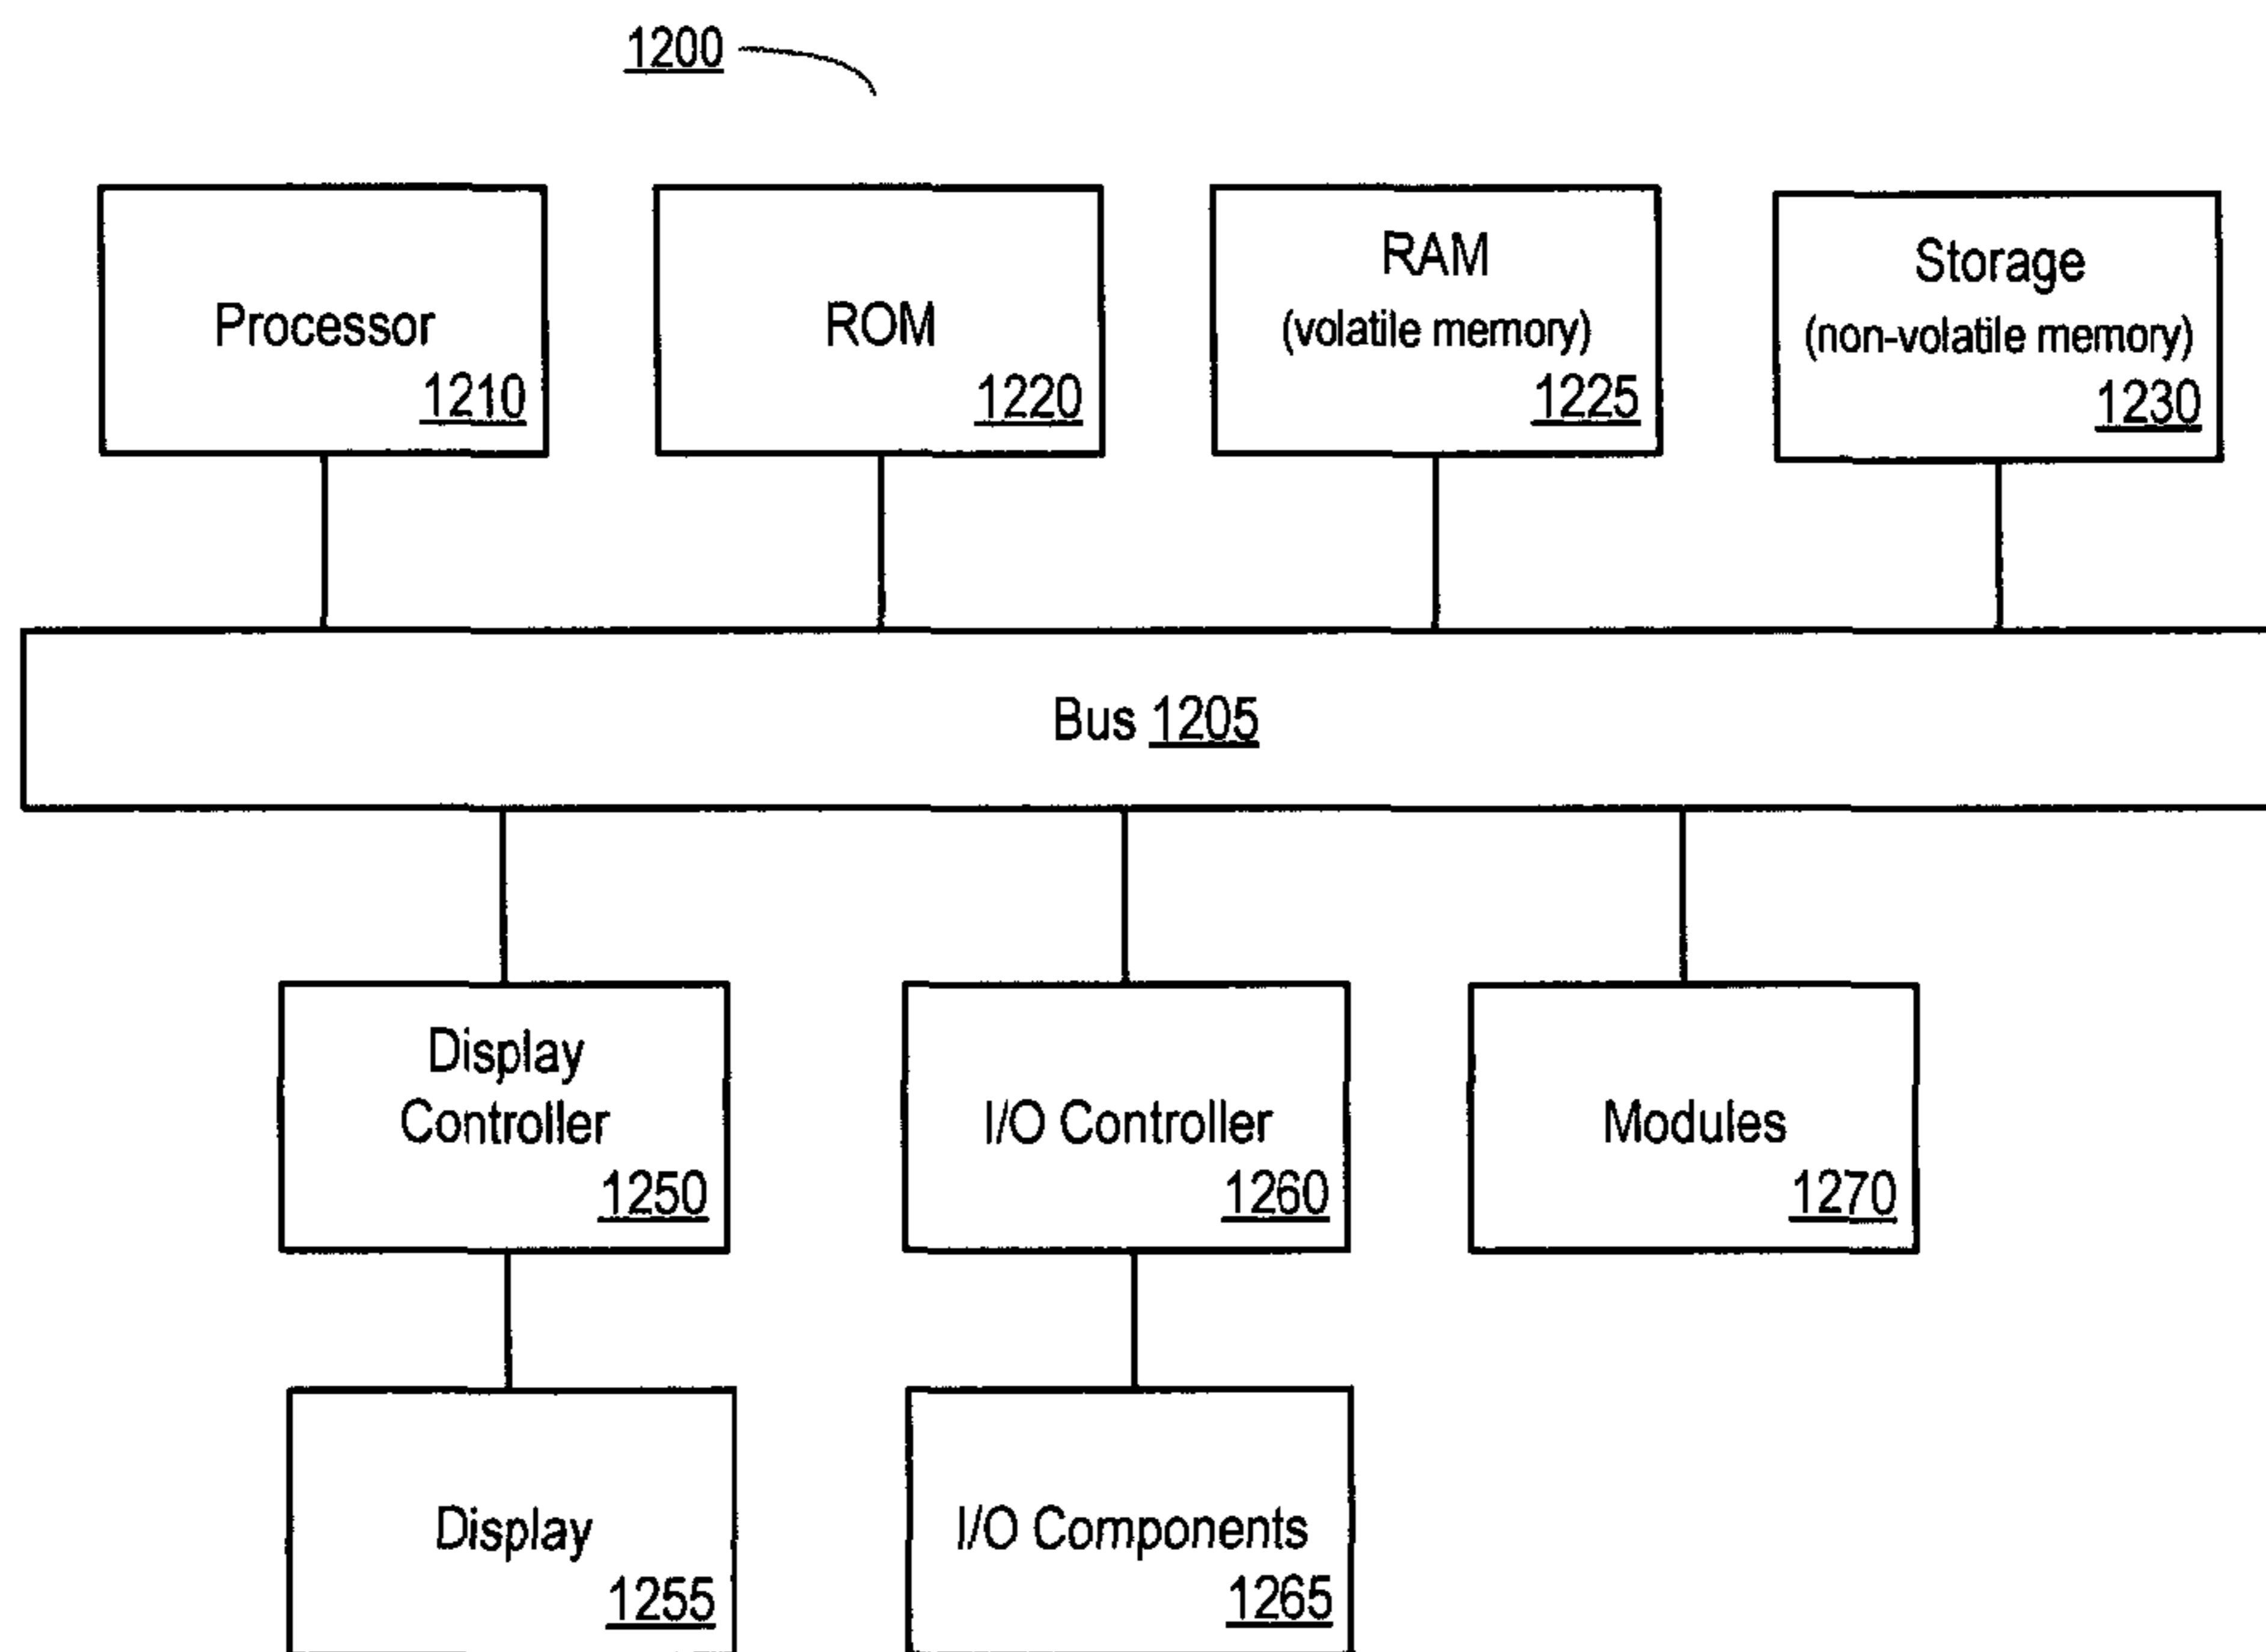 1200
Processor
1210
ROM
1220
RAM
(volatile memory)
1225
Storage
(non-volatile memory)
1230
Bus 1205
Display
Controller
1250
I/O Controller
1260
Modules
1270
Display
1255
I/O Components
1265